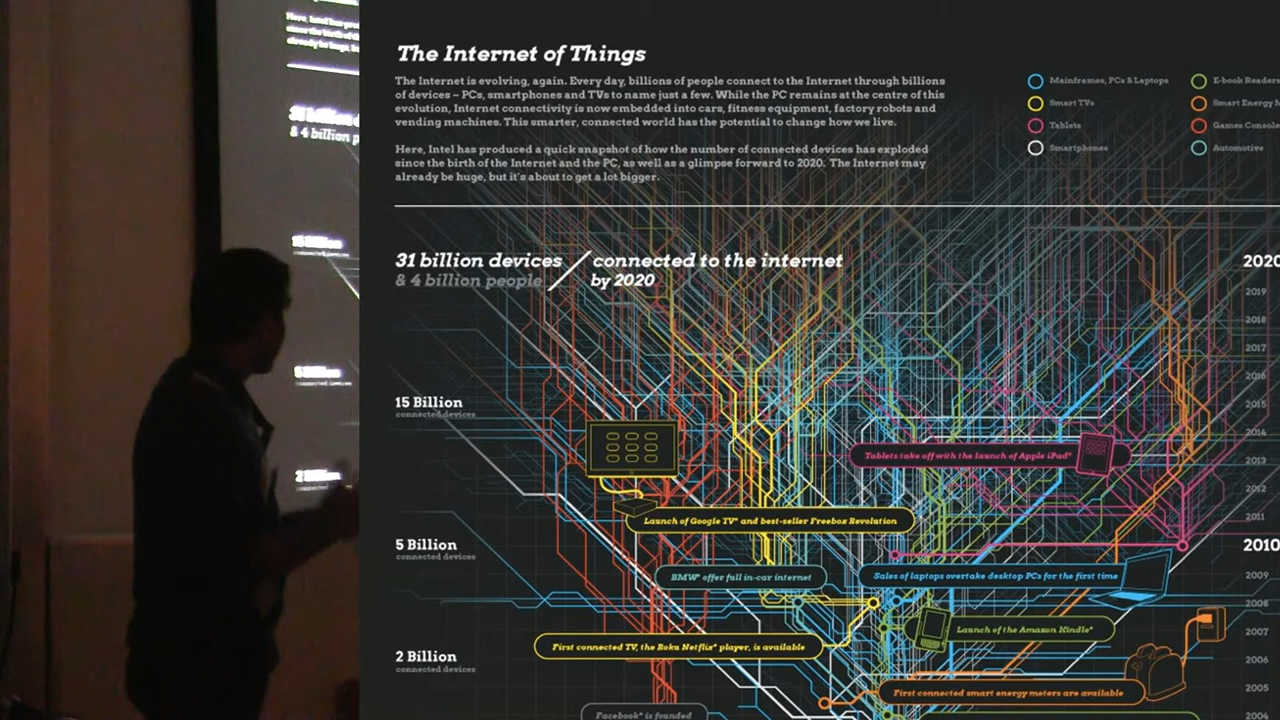 The Internet of Things
The Internet is evolving, again. Every day, billions of people connect to the Internet through billions
of devices – PCs, smartphones and TVs to name just a few. While the PC remains at the centre of this
evolution, Internet connectivity is now embedded into cars, fitness equipment, factory robots and
vending machines. This smarter, connected world has the potential to change how we live.
Here, Intel has produced a quick snapshot of how the number of connected devices has exploded
since the birth of the Internet and the PC, as well as a glimpse forward to 2020. The Internet may
already be huge, but it's about to get a lot bigger.
Mainframes, PCs & Laptops
Smart TVs
Tablets
Smartphones
E-book Readers
Smart Energy M
Games Console
Automotive
31 billion devices / connected to the internet
& 4 billion people by 2020
2020
2019
2018
2017
2016
2015
15 Billion
connected devices
2014
Tablets take off with the launch of Apple iPad*
2013
2012
2011
Launch of Google TV* and best-seller Freebox Revolution
5 Billion
connected devices
2010
BMW* offer full in-car internet
Sales of laptops overtake desktop PCs for the first time
2009
2008
Launch of the Amazon Kindle*
2007
First connected TV, the Roku Netflix* player, is available
2 Billion
connected devices
2006
First connected smart energy meters are available
2005
Facebook* is founded
2004
& 4 billion p